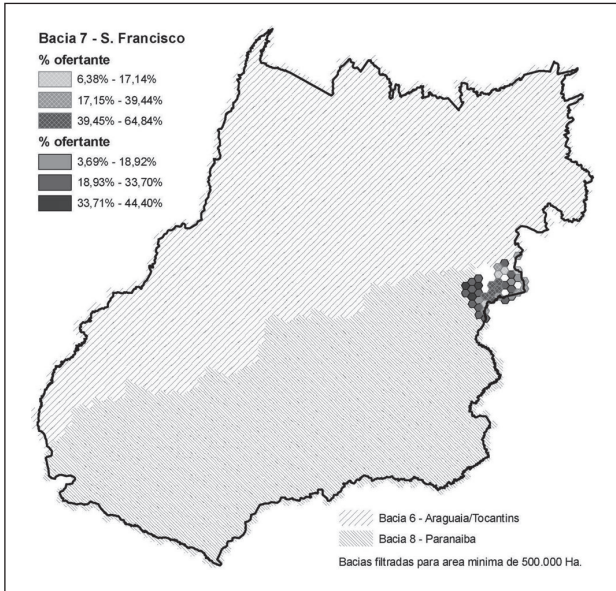 Bacia 7 - S. Francisco
% ofertante
6,38% - 17,14%
17,15% - 39,44%
39,45% - 64,84%
% ofertante
3,69% - 18,92%
18,93% - 33,70%
33,71% - 44,40%
Bacia 6 - Araguaia/Tocantins
Bacia 8 - Paranaiba
Bacias filtradas para area minima de 500.000 Ha.